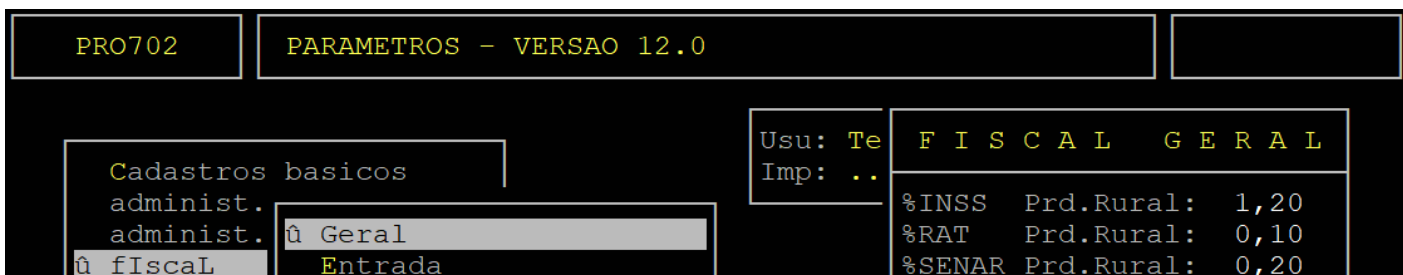 PRO702
PARAMETROS - VERSAO 12.0
Usu: Te
Imp: ..
F I S C A L   G E R A L
Cadastros basicos
administ.
administ.
û fIscaL
û Geral
Entrada
%INSS  Prd.Rural:  1,20
%RAT   Prd.Rural:  0,10
%SENAR Prd.Rural:  0,20